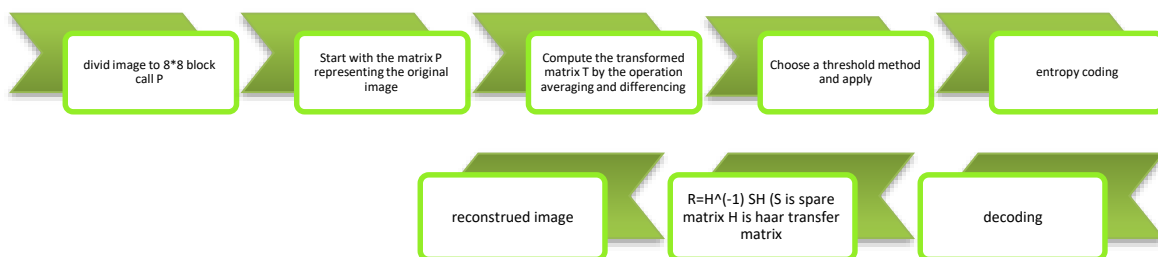 divid image to 8*8 block
call P
Start with the matrix P
representing the original
image
Compute the transformed
matrix T by the operation
averaging and differencing
Choose a threshold method
and apply
entropy coding
reconstrued image
R=H^(-1) SH (S is spare
matrix H is haar transfer
matrix
decoding